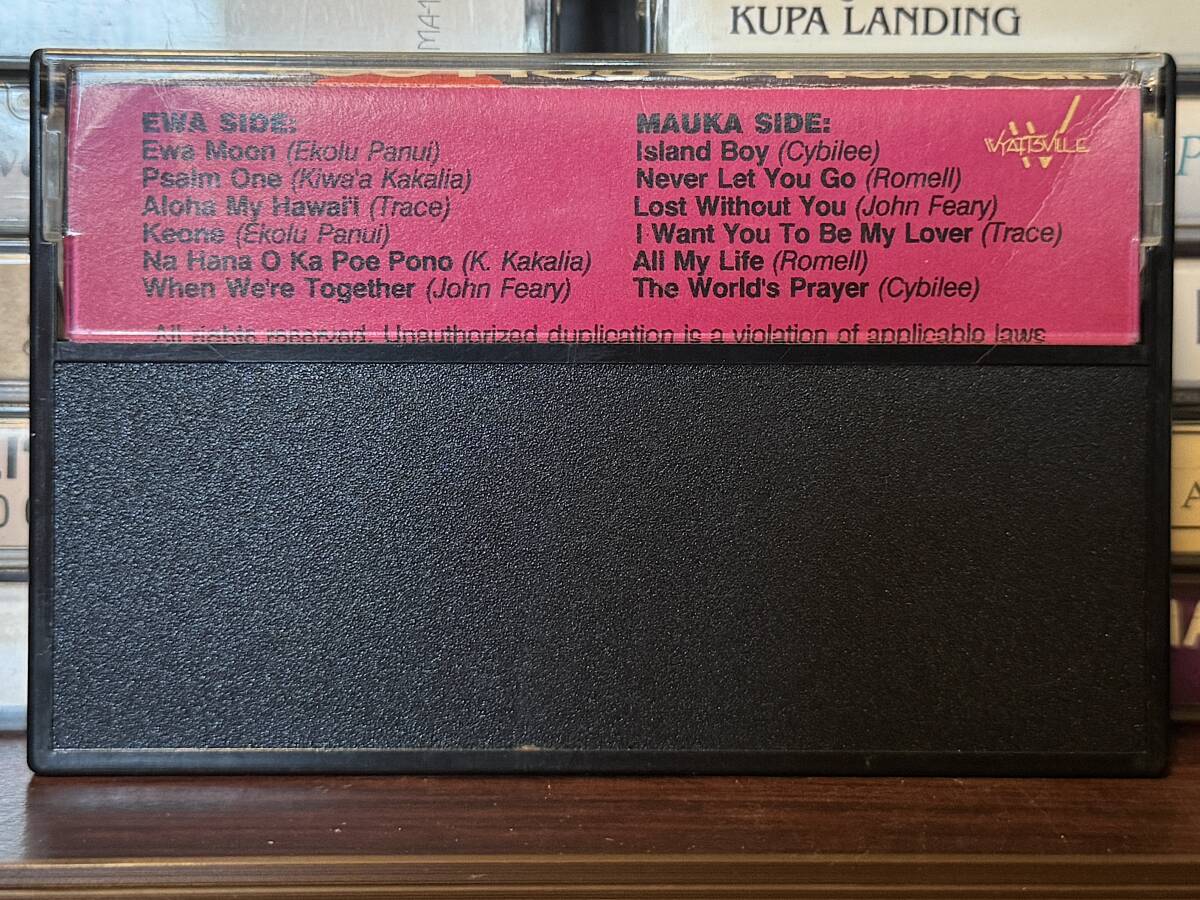 KUPA LANDING
MA-1
EWA SIDE:
Ewa Moon (Ekolu Panui)
Psalm One (Kiwa'a Kakalia)
Aloha My Hawai'i (Trace)
Keone (Ekolu Panui)
Na Hana O Ka Poe Pono (K. Kakalia)
When We're Together (John Feary)
MAUKA SIDE:
Island Boy (Cybilee)
Never Let You Go (Romell)
Lost Without You (John Feary)
I Want You To Be My Lover (Trace)
All My Life (Romell)
The World's Prayer (Cybilee)
WYATTSVILLE
All rights reserved. Unauthorized duplication is a violation of applicable laws